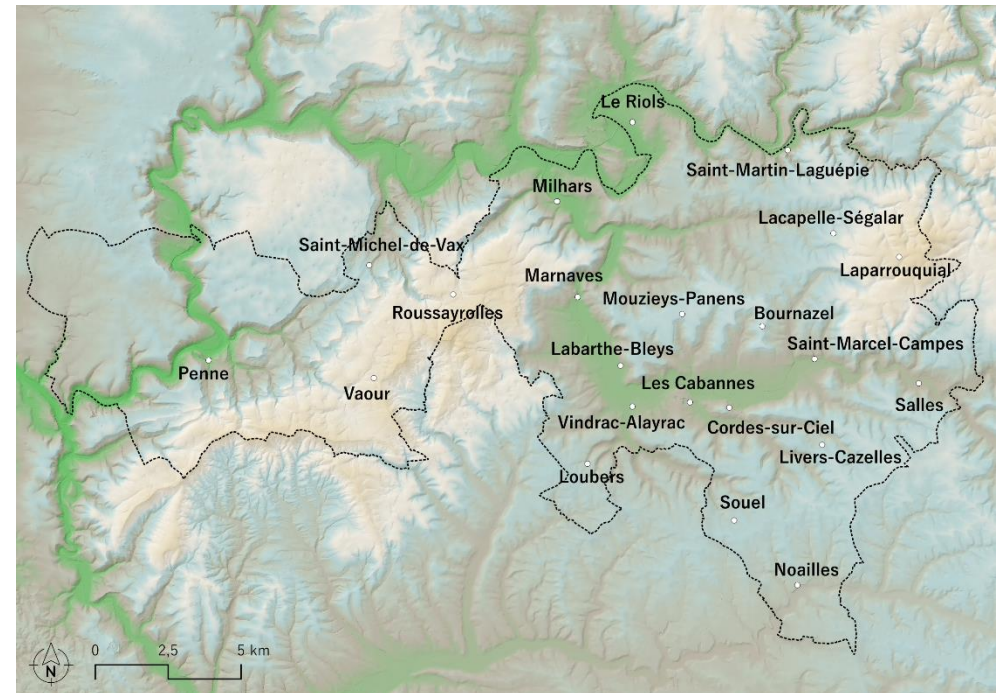 Le Riols
Saint-Martin-Laguépie
Milhars
Lacapelle-Ségalar
Saint-Michel-de-Vax
Laparrouquial
Marnaves
Mouzieys-Panens
Roussayrolles
Bournazel
Saint-Marcel-Campes
Labarthe-Bleys
Penne
Les Cabannes
Vaour
Salles
Vindrac-Alayrac
Cordes-sur-Ciel
Livers-Cazelles
Loubers
Souel
Noailles
0 2,5 5 km
N